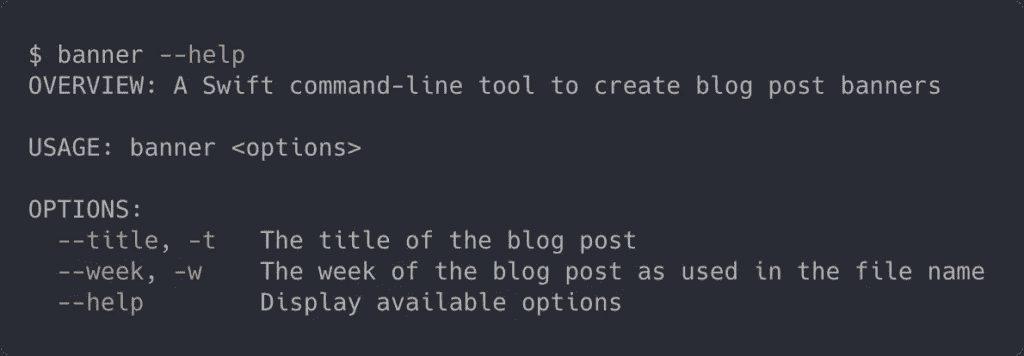 $ banner --help
OVERVIEW: A Swift command-line tool to create blog post banners
USAGE: banner <options>
OPTIONS:
--title, -t The title of the blog post
--week, -w The week of the blog post as used in the file name
--help Display available options